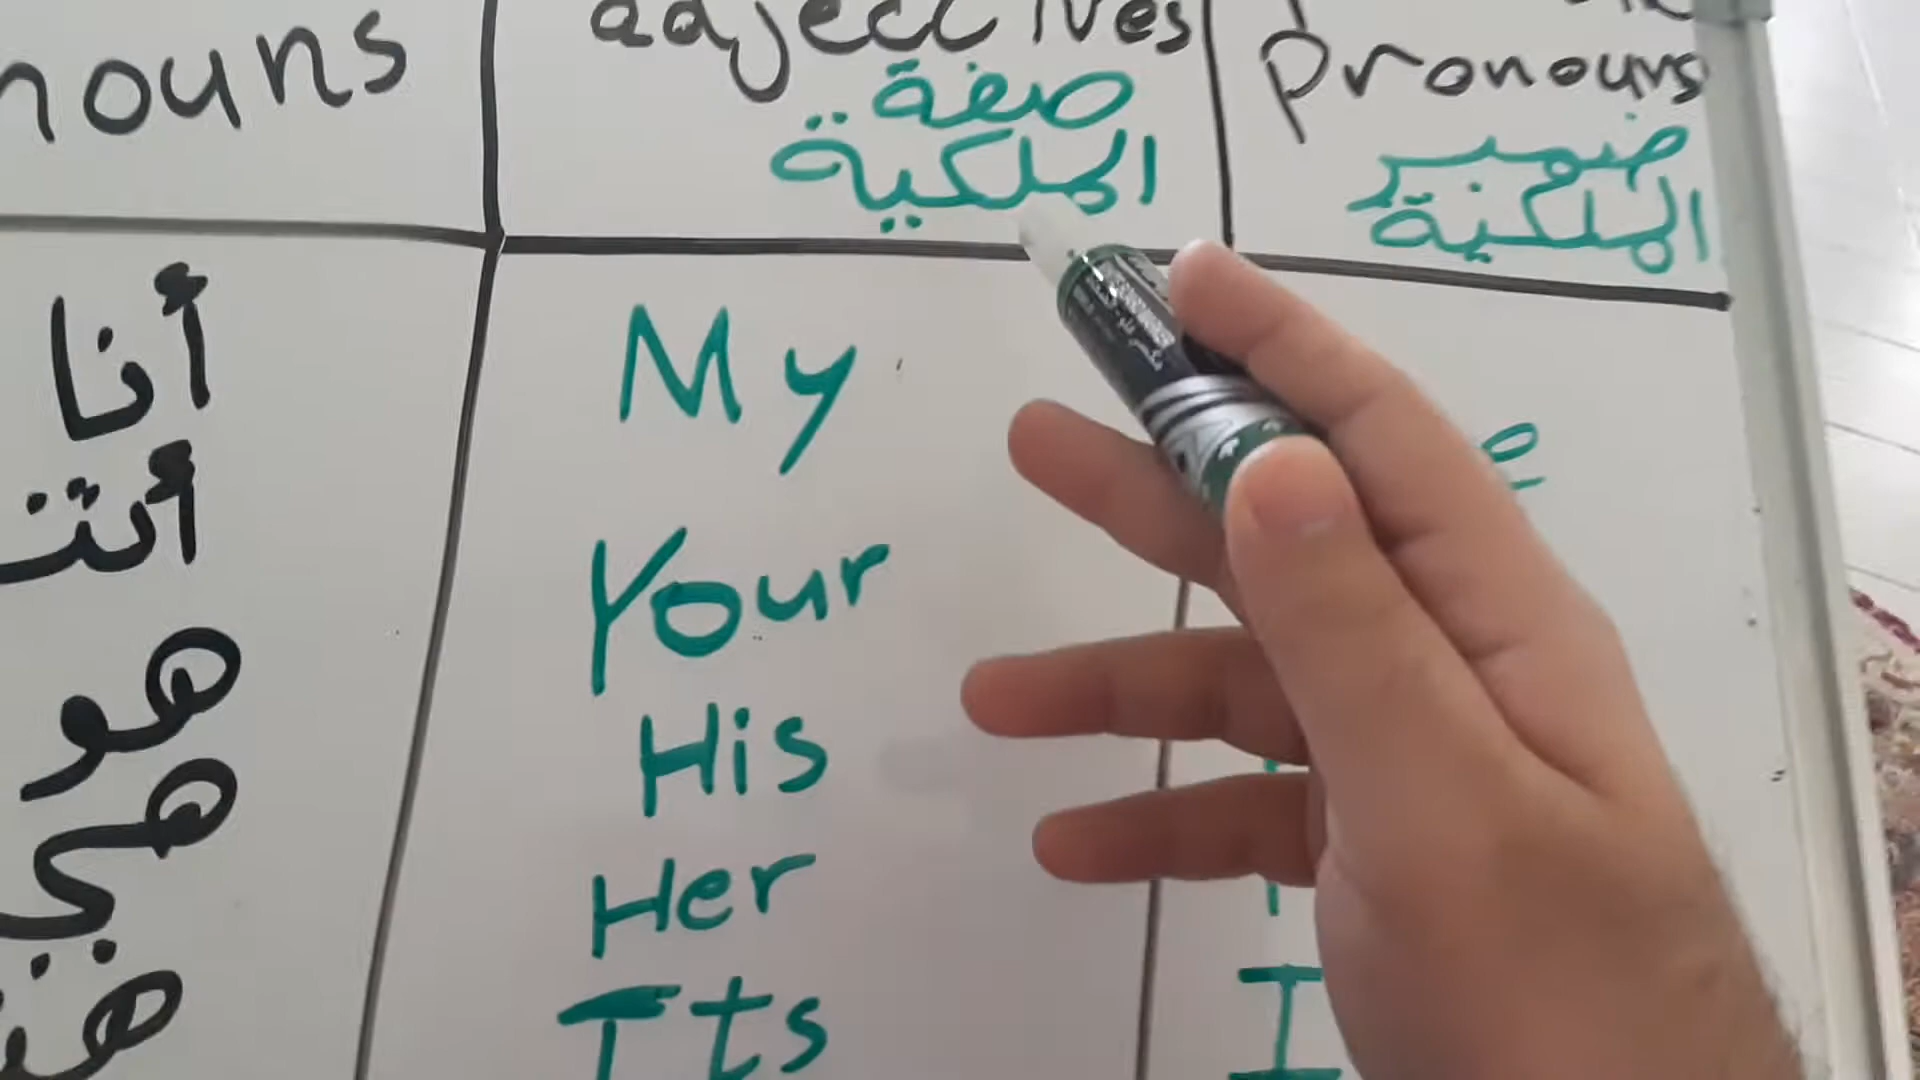 nouns
adjectives
صفة
الملكية
Pronouns
ضمير
الملكية
أنا
My
أنت
Your
هو
His
هي
Her
Its
I